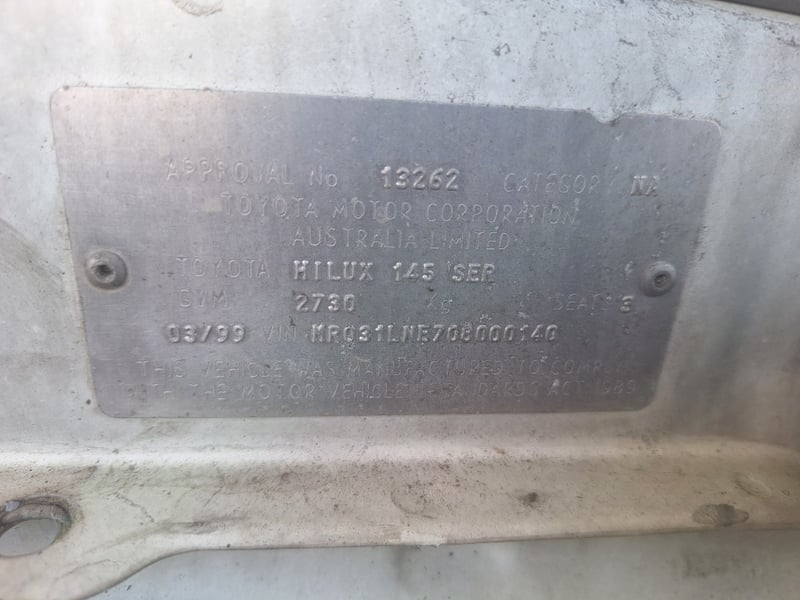 APPROVAL No 13262 CATEGORY NA
TOYOTA MOTOR CORPORATION
AUSTRALIA LIMITED
TOYOTA HILUX 145 SER
GVM 2730 Kg SEATS 3
03/99 VIN
THIS VEHICLE WAS MANUFACTURED TO COMPLY
WITH THE MOTOR VEHICLE STANDARDS ACT 1989